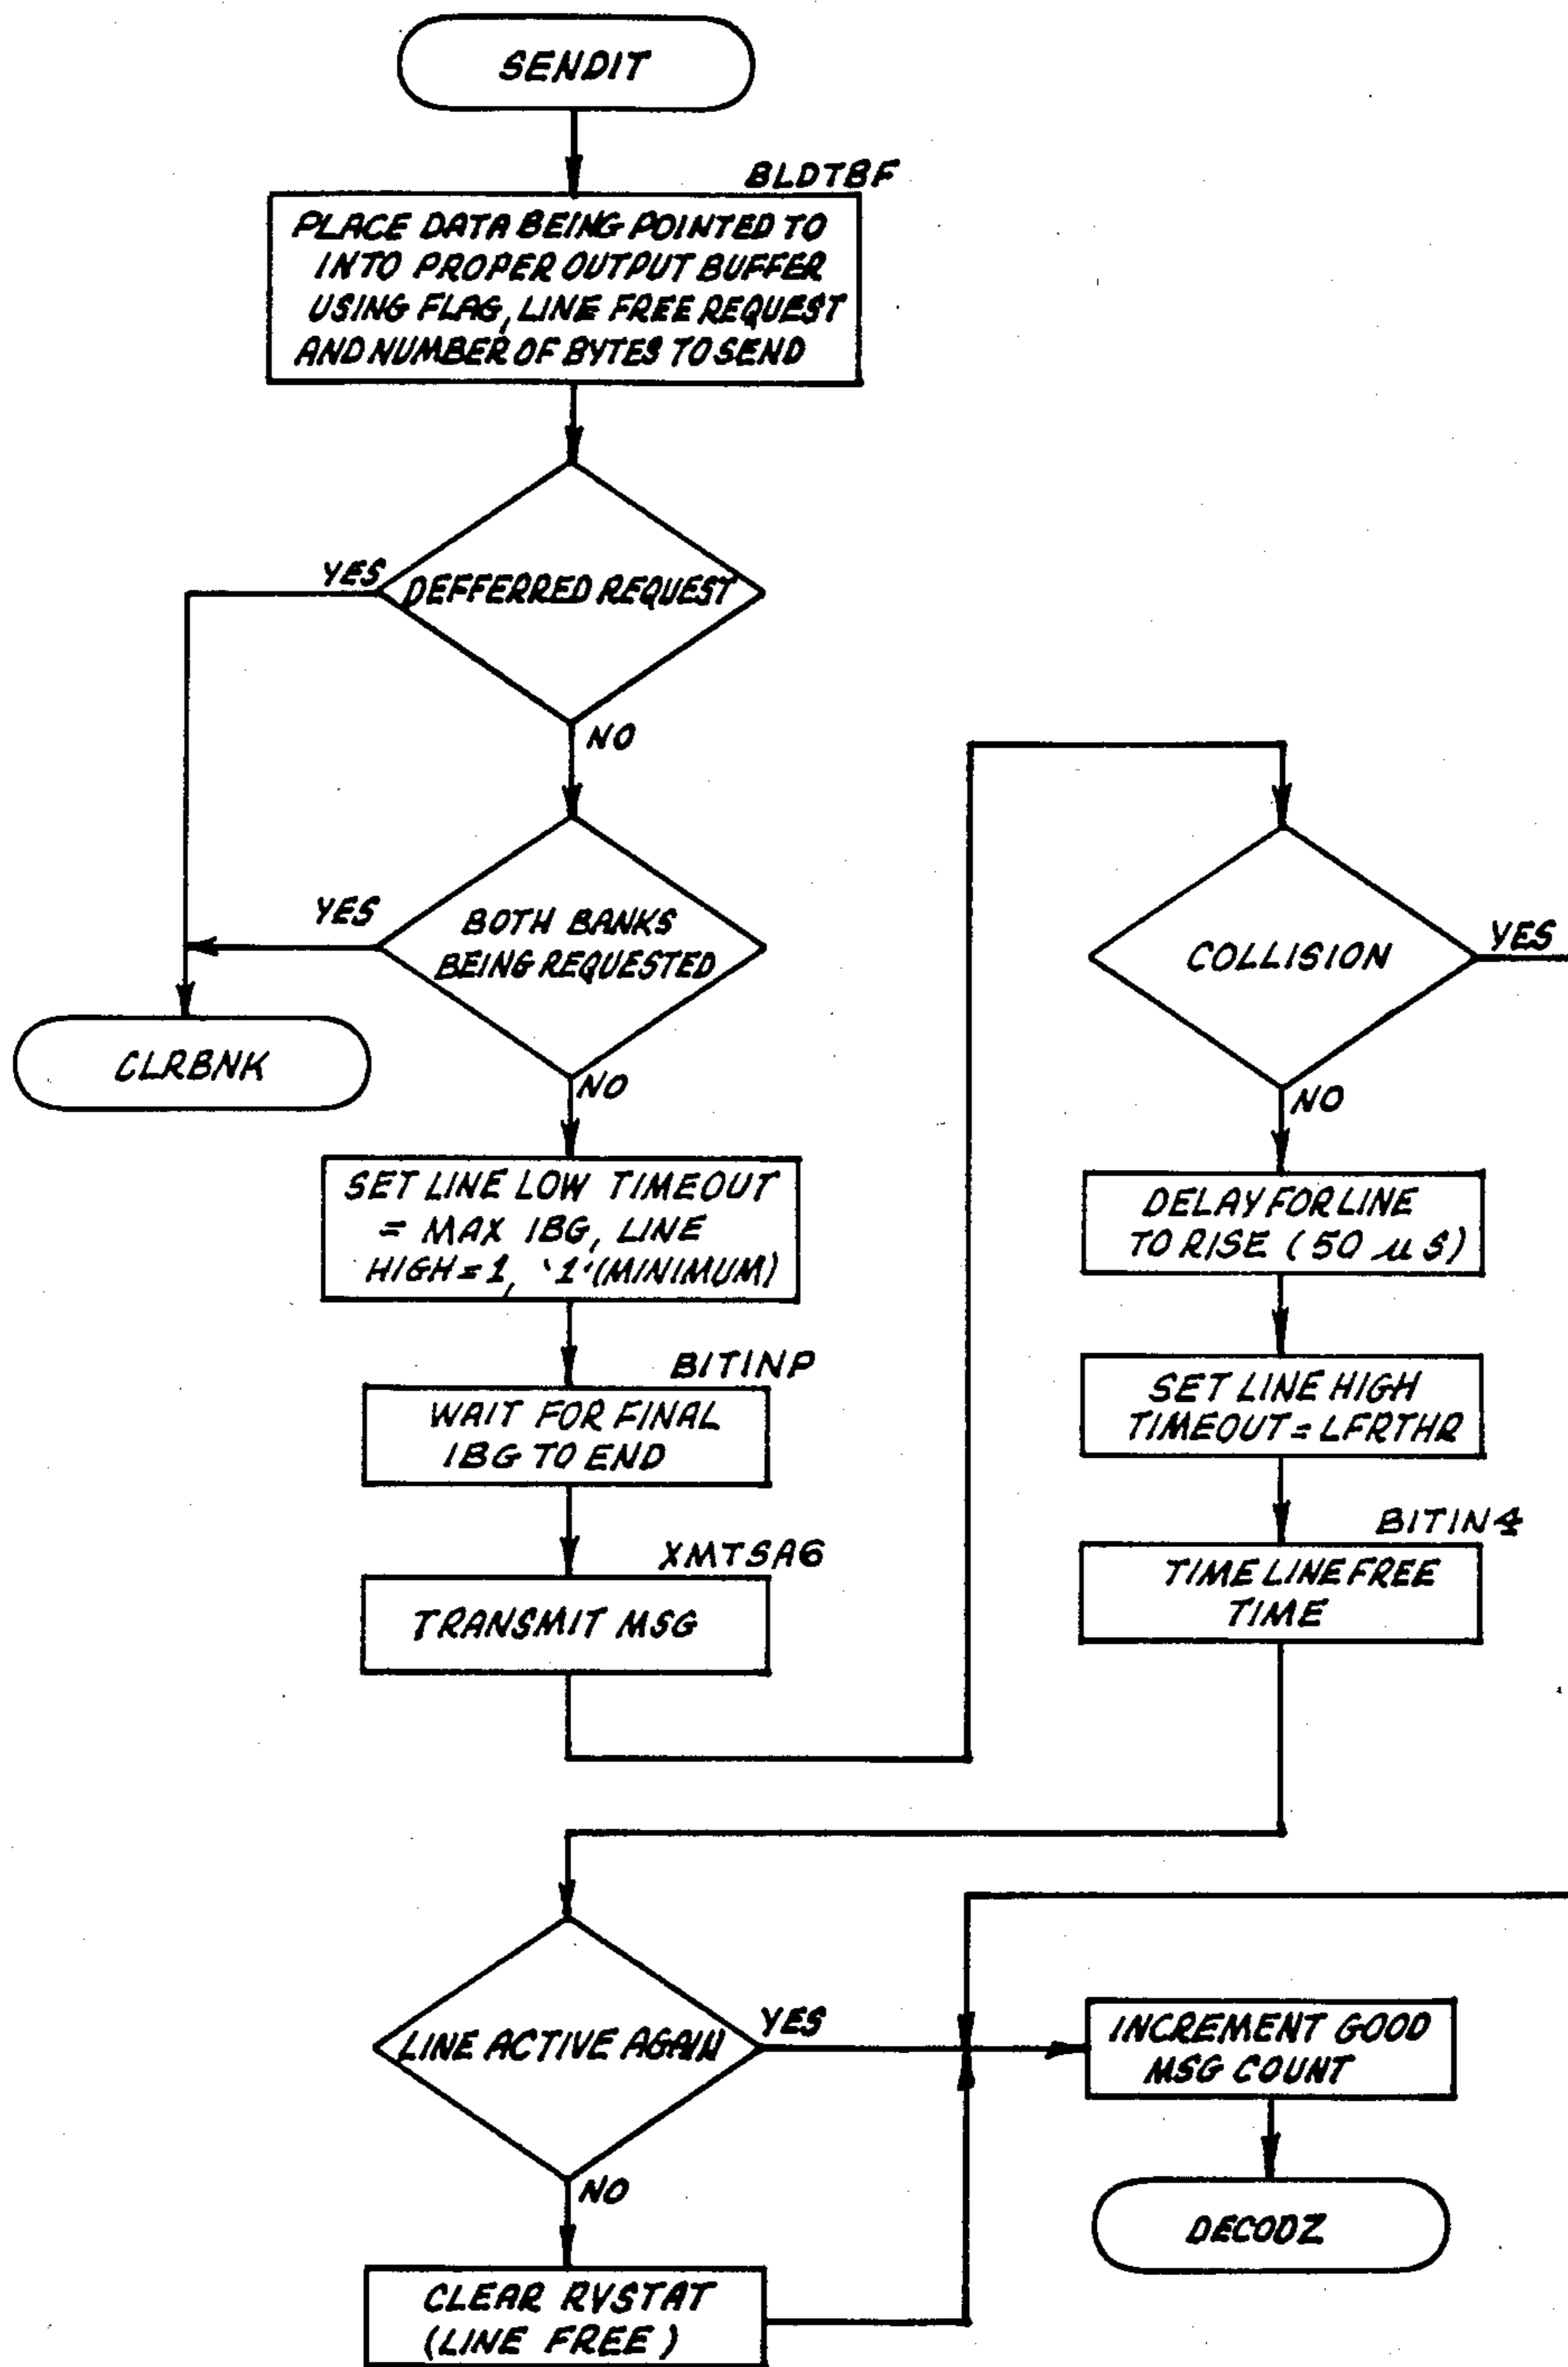 SENDIT
BLDTBF
PLACE DATA BEING POINTED TO
INTO PROPER OUTPUT BUFFER
USING FLAG, LINE FREE REQUEST
AND NUMBER OF BYTES TO SEND
YES
DEFFERRED REQUEST
NO
YES
BOTH BANKS
BEING REQUESTED
NO
CLRBNK
SET LINE LOW TIMEOUT
= MAX IBG, LINE
HIGH=1, '1'(MINIMUM)
BITINP
WAIT FOR FINAL
IBG TO END
XMTSA6
TRANSMIT MSG
COLLISION
YES
NO
DELAY FOR LINE
TO RISE (50 µS)
SET LINE HIGH
TIMEOUT=LFRTHR
BITIN4
TIME LINE FREE
TIME
LINE ACTIVE AGAIN
YES
NO
CLEAR RVSTAT
(LINE FREE)
INCREMENT GOOD
MSG COUNT
DECODZ